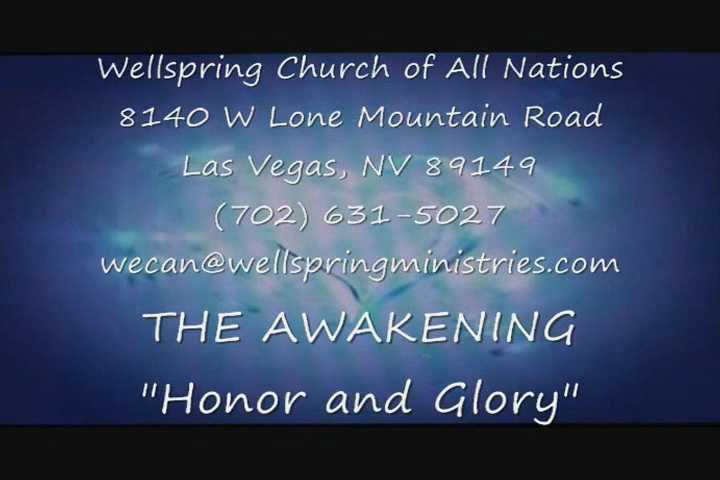 Wellspring Church of All Nations
8140 W Lone Mountain Road
Las Vegas, NV 89149
(702) 631-5027
wecan@wellspringministries.com
THE AWAKENING
"Honor and Glory"